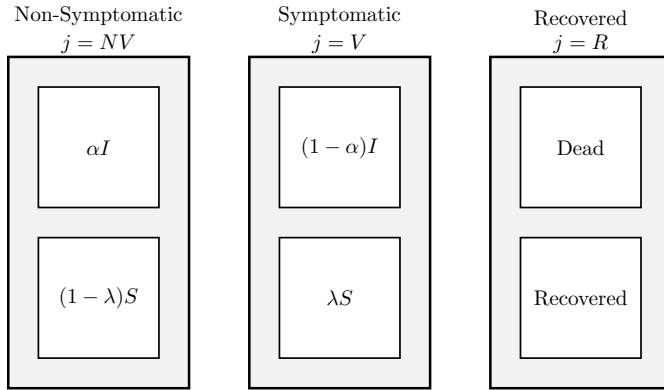 Non-Symptomatic
j = NV
αI
(1 − λ)S
Symptomatic
j = V
(1 − α)I
λS
Recovered
j = R
Dead
Recovered